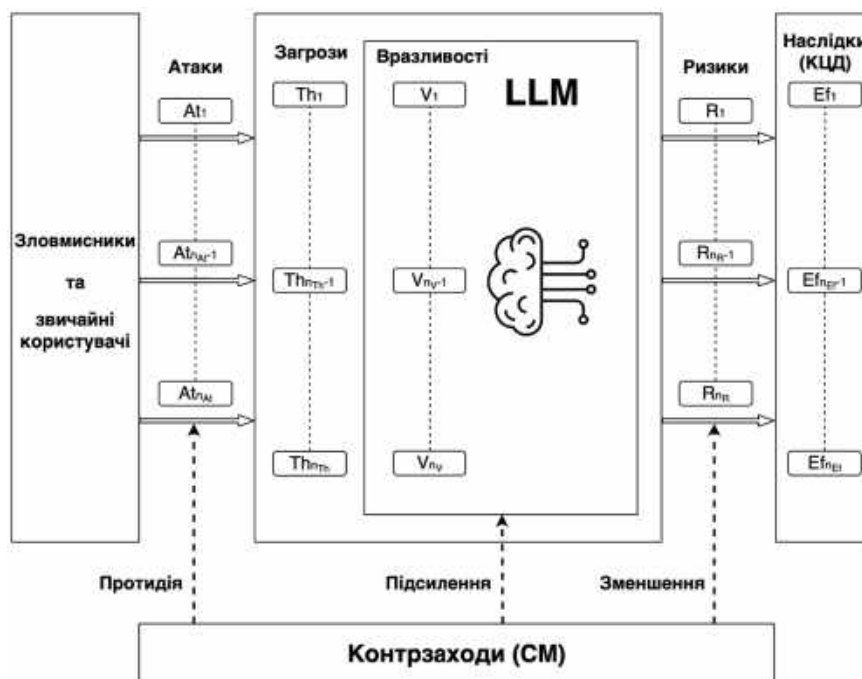 Зловмисники
та
звичайні
користувачі
Атаки
At1
AtnAt-1
AtnAt
Загрози
Th1
ThnTh-1
ThnTh
Вразливості
LLM
V1
VnV-1
VnV
Ризики
R1
RnR-1
RnR
Наслідки
(КЦД)
Ef1
EfnEf-1
EfnEf
Протидія
Підсилення
Зменшення
Контрзаходи (СМ)